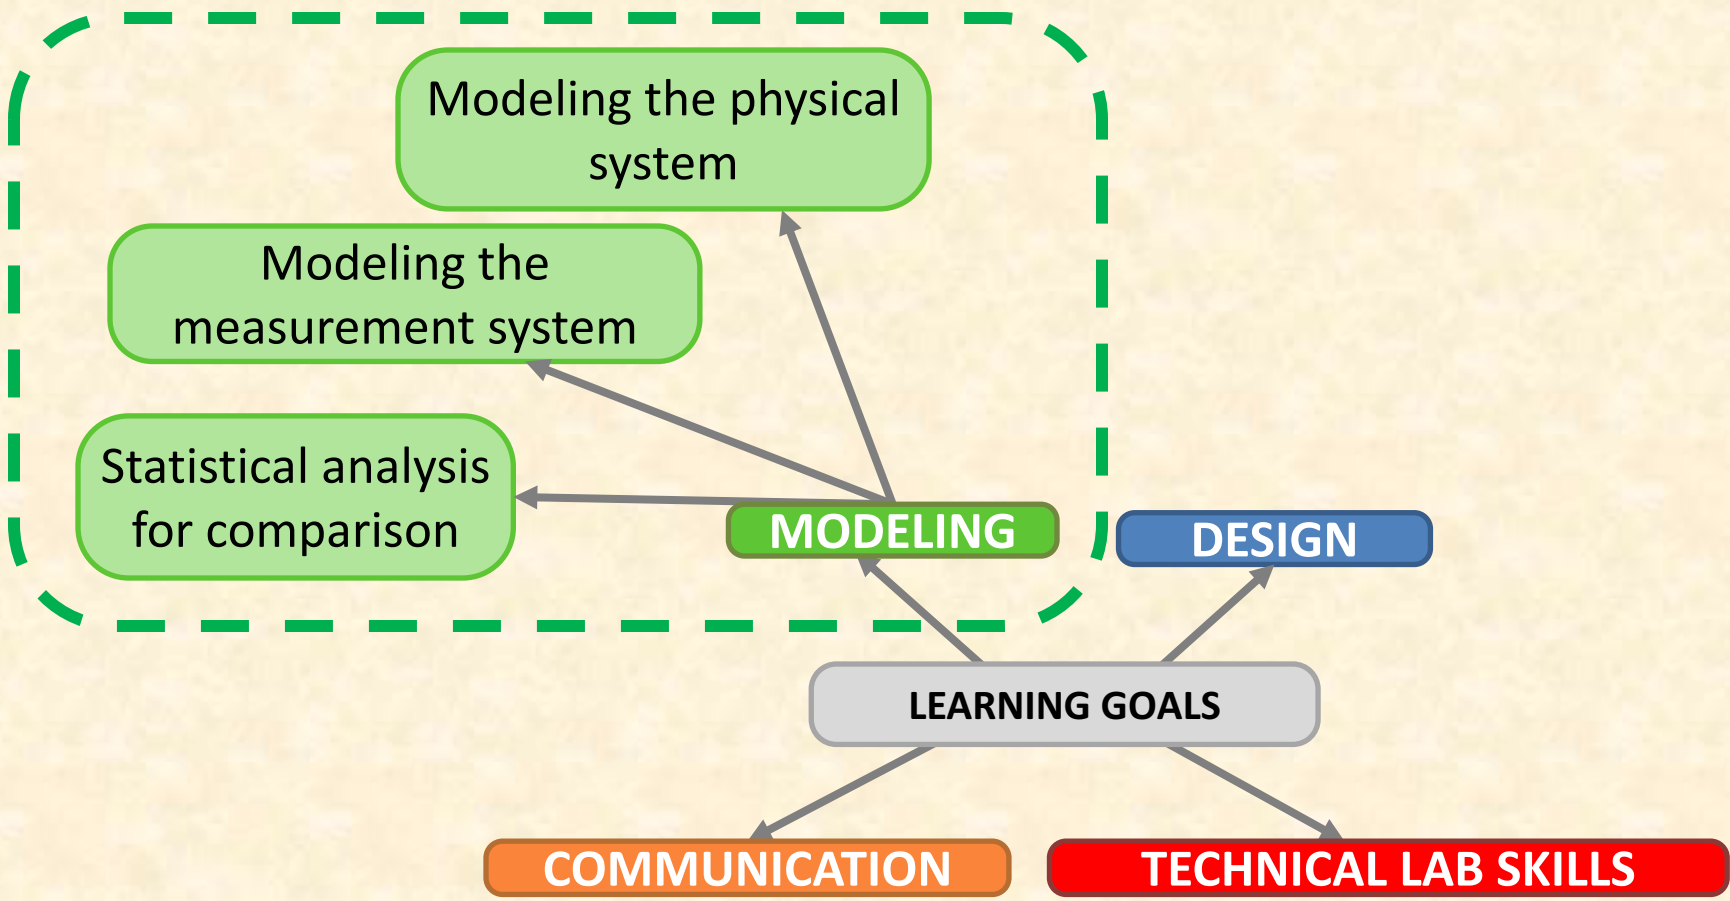 Modeling the physical
system
Modeling the
measurement system
Statistical analysis
for comparison
MODELING
DESIGN
LEARNING GOALS
COMMUNICATION
TECHNICAL LAB SKILLS